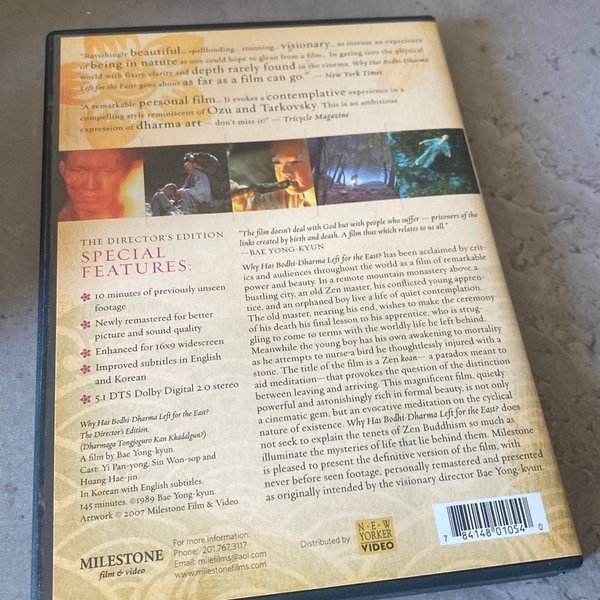 "Ravishingly beautiful... spellbinding... stunning... visionary... as intense an experience
of being in nature as one could hope to glean from a film... In gazing into the physical
world with fixity, clarity and depth rarely found in the cinema, Why Has Bodhi-Dharma
Left for the East? goes about as far as a film can go." — New York Times
"A remarkable personal film... It evokes a contemplative experience in a
compelling style reminiscent of Ozu and Tarkovsky. This is an ambitious
expression of dharma art — don't miss it!" — Tricycle Magazine
THE DIRECTOR'S EDITION
SPECIAL
FEATURES:
10 minutes of previously unseen
footage
Newly remastered for better
picture and sound quality
Enhanced for 16x9 widescreen
Improved subtitles in English
and Korean
5.1 DTS Dolby Digital 2.0 stereo
Why Has Bodhi-Dharma Left for the East?
The Director's Edition.
(Dharmaga Tongjoguro Kan Kkadalgun?)
A film by Bae Yong-kyun.
Cast: Yi Pan-yong, Sin Won-sop and
Huang Hae-jin.
In Korean with English subtitles.
145 minutes. ©1989 Bae Yong-kyun.
Artwork © 2007 Milestone Film & Video.
"The film doesn't deal with God but with people who suffer — prisoners of the
links created by birth and death. A film thus which relates to us all."
—BAE YONG-KYUN
Why Has Bodhi-Dharma Left for the East? has been acclaimed by crit-
ics and audiences throughout the world as a film of remarkable
power and beauty. In a remote mountain monastery above a
bustling city, an old Zen master, his conflicted young appren-
tice, and an orphaned boy live a life of quiet contemplation.
The old master, nearing his end, wishes to make the ceremony
of his death his final lesson to his apprentice, who is strug-
gling to come to terms with the worldly life he left behind.
Meanwhile the young boy has his own awakening to mortality
as he attempts to nurse a bird he thoughtlessly injured with a
stone. The title of the film is a Zen koan—a paradox meant to
aid meditation—that provokes the question of the distinction
between leaving and arriving. This magnificent film, quietly
powerful and astonishingly rich in formal beauty, is not only
a cinematic gem, but an evocative meditation on the cyclical
nature of existence. Why Has Bodhi-Dharma Left for the East? does
not seek to explain the tenets of Zen Buddhism so much as
illuminate the mysteries of life that lie behind them. Milestone
is pleased to present the definitive version of the film, with
never before seen footage, personally remastered and presented
as originally intended by the visionary director Bae Yong-kyun.
MILESTONE
film & video
For more information:
Phone: 201.767.3117
Email: milefilms@aol.com
www.milestonefilms.com
Distributed by
NEW
YORKER
VIDEO
7 84148 01054 0